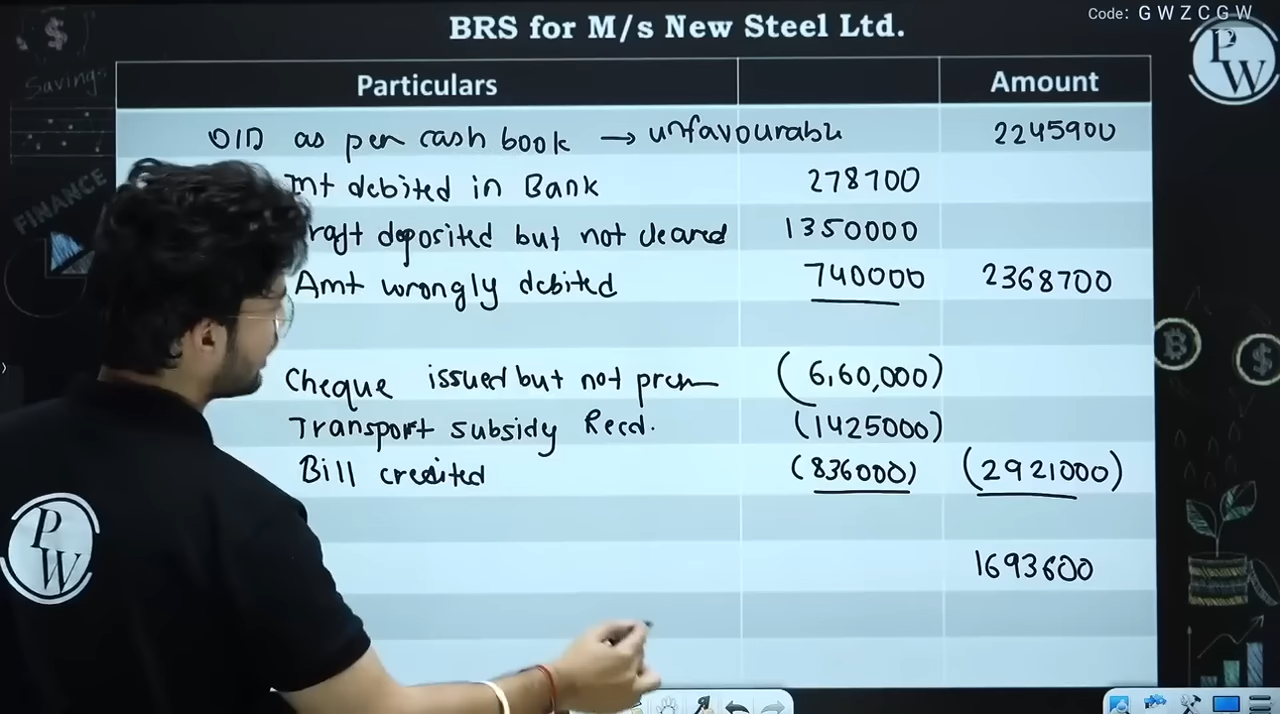 Code: G W Z C G W
BRS for M/s New Steel Ltd.
P
W
Savings
Particulars Amount
O/D as per cash book → unfavourable 2245900
FINANCE
mt debited in Bank 278700
raft deposited but not cleared 1350000
Amt wrongly debited 740000 2368700
Cheque issued but not (6,60,000)
Transport subsidy Recd. (1425000)
Bill credited (836000) (2921000)
P
W
1693600